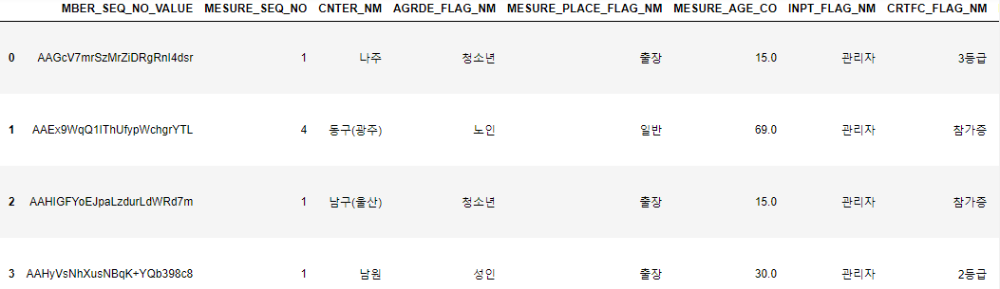 MBER_SEQ_NO_VALUE MESURE_SEQ_NO CNTER_NM AGRDE_FLAG_NM MESURE_PLACE_FLAG_NM MESURE_AGE_CO INPT_FLAG_NM CRTFC_FLAG_NM
0 AAGcV7mrSzMrZiDRgRnI4dsr 1 나주 청소년 출장 15.0 관리자 3등급
1 AAEx9WqQ1IThUfypWchgrYTL 4 동구(광주) 노인 일반 69.0 관리자 참가증
2 AAHIGFYoEJpaLzdurLdWRd7m 1 남구(울산) 청소년 출장 15.0 관리자 참가증
3 AAHyVsNhXusNBqK+YQb398c8 1 남원 성인 출장 30.0 관리자 2등급